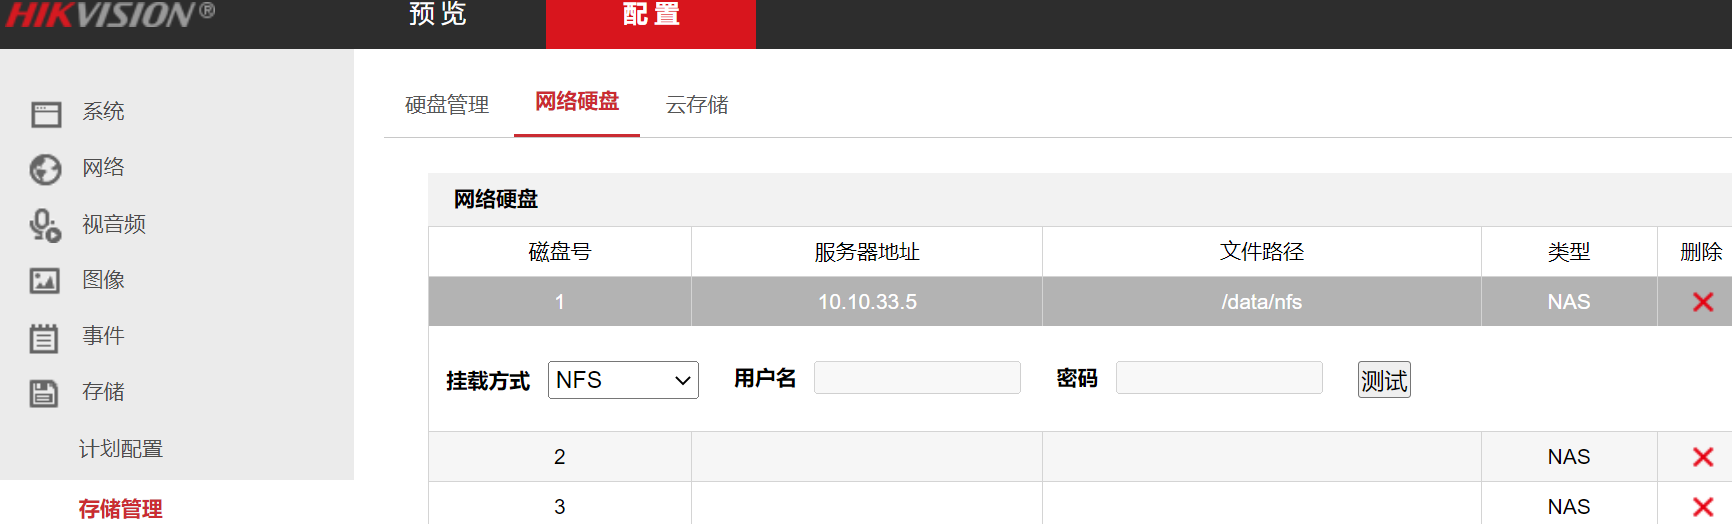 HIKVISION® 预览 配置
系统
网络
视音频
图像
事件
存储
计划配置
存储管理
硬盘管理 网络硬盘 云存储
网络硬盘
磁盘号 服务器地址 文件路径 类型 删除
1 10.10.33.5 /data/nfs NAS
挂载方式 NFS 用户名 密码 测试
2 NAS
3 NAS